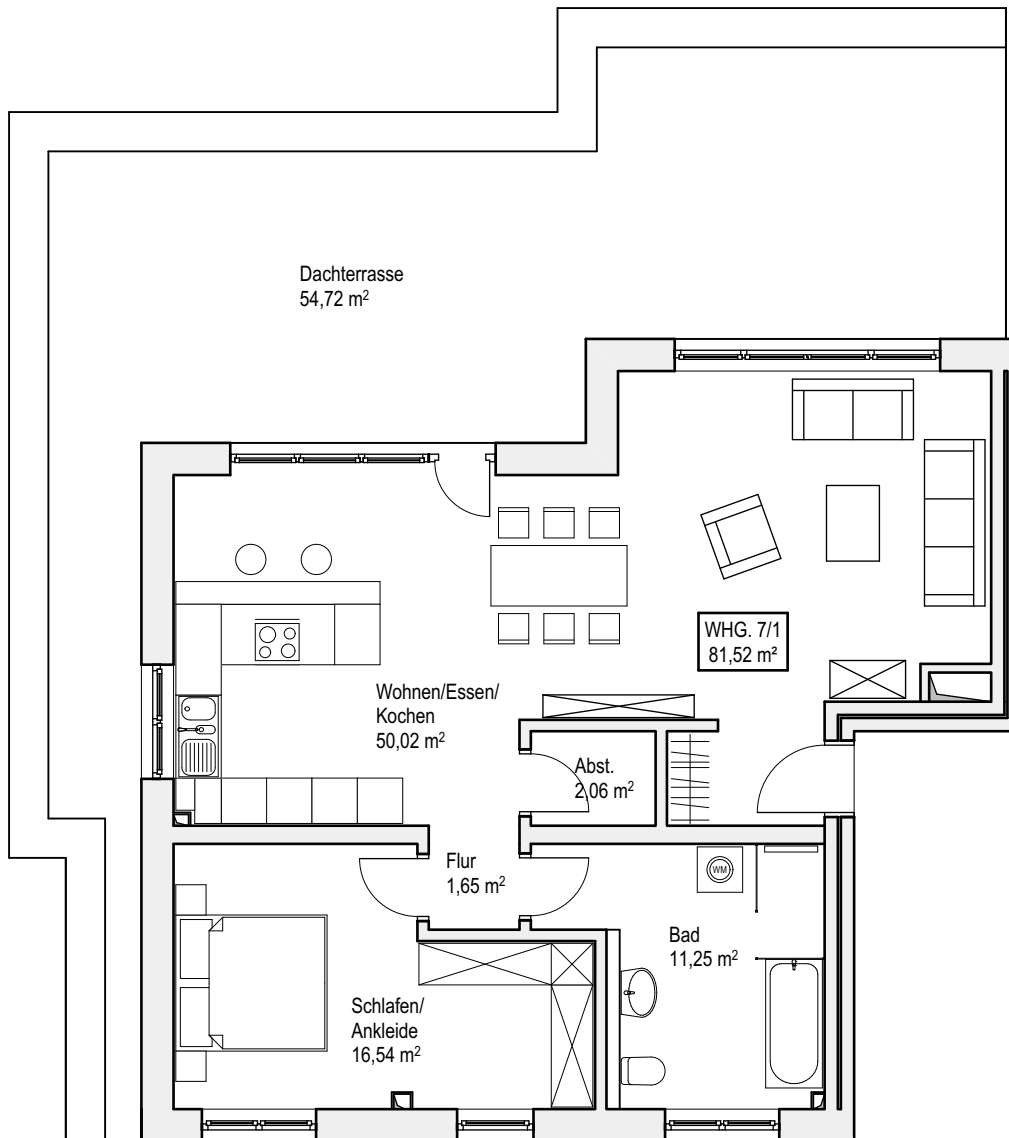 Dachterrasse
54,72 m²
WHG. 7/1
81,52 m²
Wohnen/Essen/
Kochen
50,02 m²
Abst.
2,06 m²
Flur
1,65 m²
WM
Bad
11,25 m²
Schlafen/
Ankleide
16,54 m²